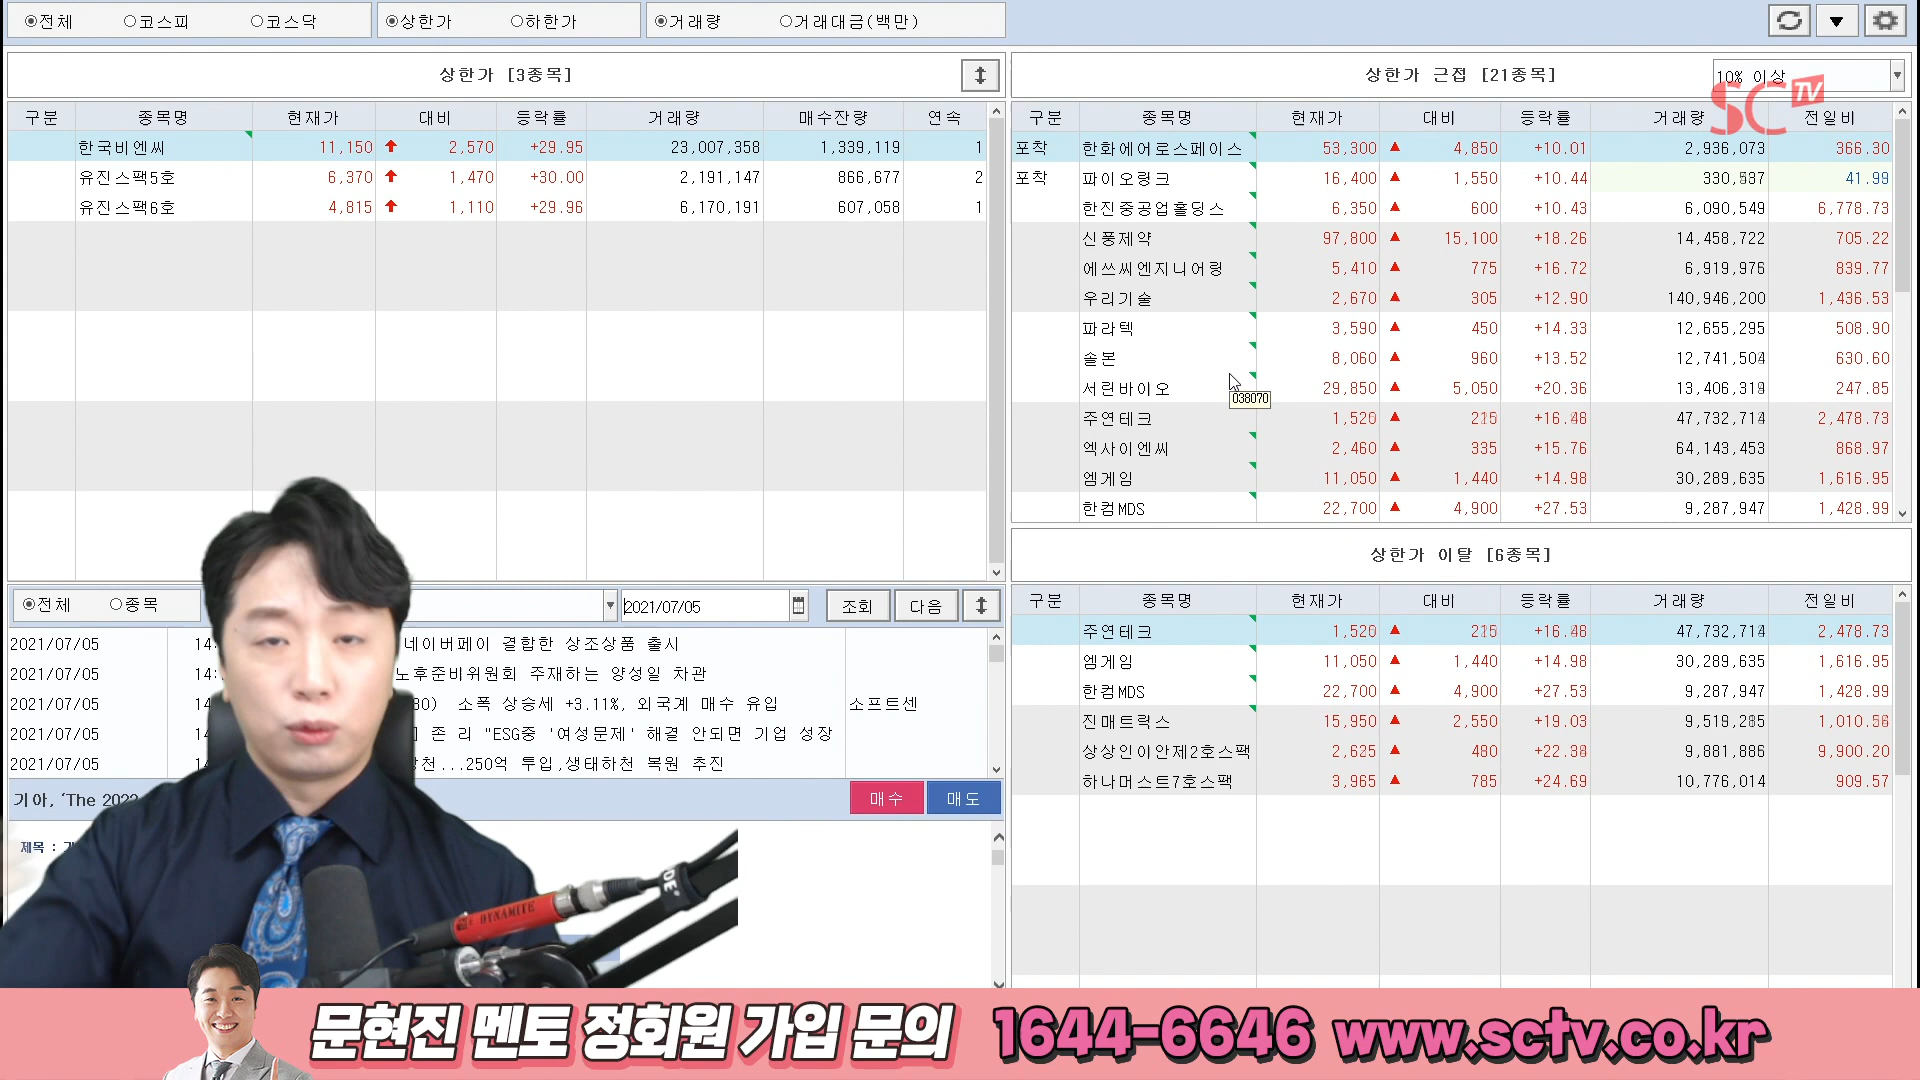 전체 코스피 코스닥 상한가 하한가 거래량 거래대금(백만)
상한가 [3종목]
구분 종목명 현재가 대비 등락률 거래량 매수잔량 연속
한국비엔씨 11,150 2,570 +29.95 23,007,358 1,339,119 1
유진스팩5호 6,370 1,470 +30.00 2,191,147 866,677 2
유진스팩6호 4,815 1,110 +29.96 6,170,191 607,058 1
상한가 근접 [21종목] 10% 이상
SC TV
구분 종목명 현재가 대비 등락률 거래량 전일비
포착 한화에어로스페이스 53,300 ▲ 4,850 +10.01 2,936,073 366.30
포착 파이오링크 16,400 ▲ 1,550 +10.44 41.99
한진중공업홀딩스 6,350 ▲ 600 +10.43 6,090,549 6,778.73
신풍제약 97,800 ▲ 15,100 +18.26 14,458,722 705.22
에쓰씨엔지니어링 5,410 ▲ 775 +16.72 6,919,976 839.77
우리기술 2,670 ▲ 305 +12.90 140,946,200 1,436.53
파라텍 3,590 ▲ 450 +14.33 12,655,295 508.90
솔본 8,060 ▲ 960 +13.52 12,741,504 630.60
서린바이오 29,850 ▲ 5,050 +20.36 247.85
038070
주연테크 1,520 ▲ 215 +16.48 47,732,714 2,478.73
엑사이엔씨 2,460 ▲ 335 +15.76 64,143,453 868.97
엠게임 11,050 ▲ 1,440 +14.98 30,289,635 1,616.95
한컴MDS 22,700 ▲ 4,900 +27.53 9,287,947 1,428.99
상한가 이탈 [6종목]
구분 종목명 현재가 대비 등락률 거래량 전일비
주연테크 1,520 ▲ 215 +16.48 47,732,714 2,478.73
엠게임 11,050 ▲ 1,440 +14.98 30,289,635 1,616.95
한컴MDS 22,700 ▲ 4,900 +27.53 9,287,947 1,428.99
진매트릭스 15,950 ▲ 2,550 +19.03 9,519,285 1,010.56
상상인이안제2호스팩 2,625 ▲ 480 +22.38 9,881,886 9,900.20
하나머스트7호스팩 3,965 ▲ 785 +24.69 10,776,014 909.57
전체 종목 2021/07/05 조회 다음
2021/07/05 14: 네이버페이 결합한 상조상품 출시
2021/07/05 14: 노후준비위원회 주재하는 양성일 차관
2021/07/05 14 80) 소폭 상승세 +3.11%, 외국계 매수 유입 소프트센
2021/07/05 14 ] 존 리 "ESG중 '여성문제' 해결 안되면 기업 성장
2021/07/05 14 ...250억 투입,생태하천 복원 추진
기아, 'The 2022 매수 매도
제목 :
DYNAMITE
문현진 멘토 정회원 가입 문의 1644-6646 www.sctv.co.kr